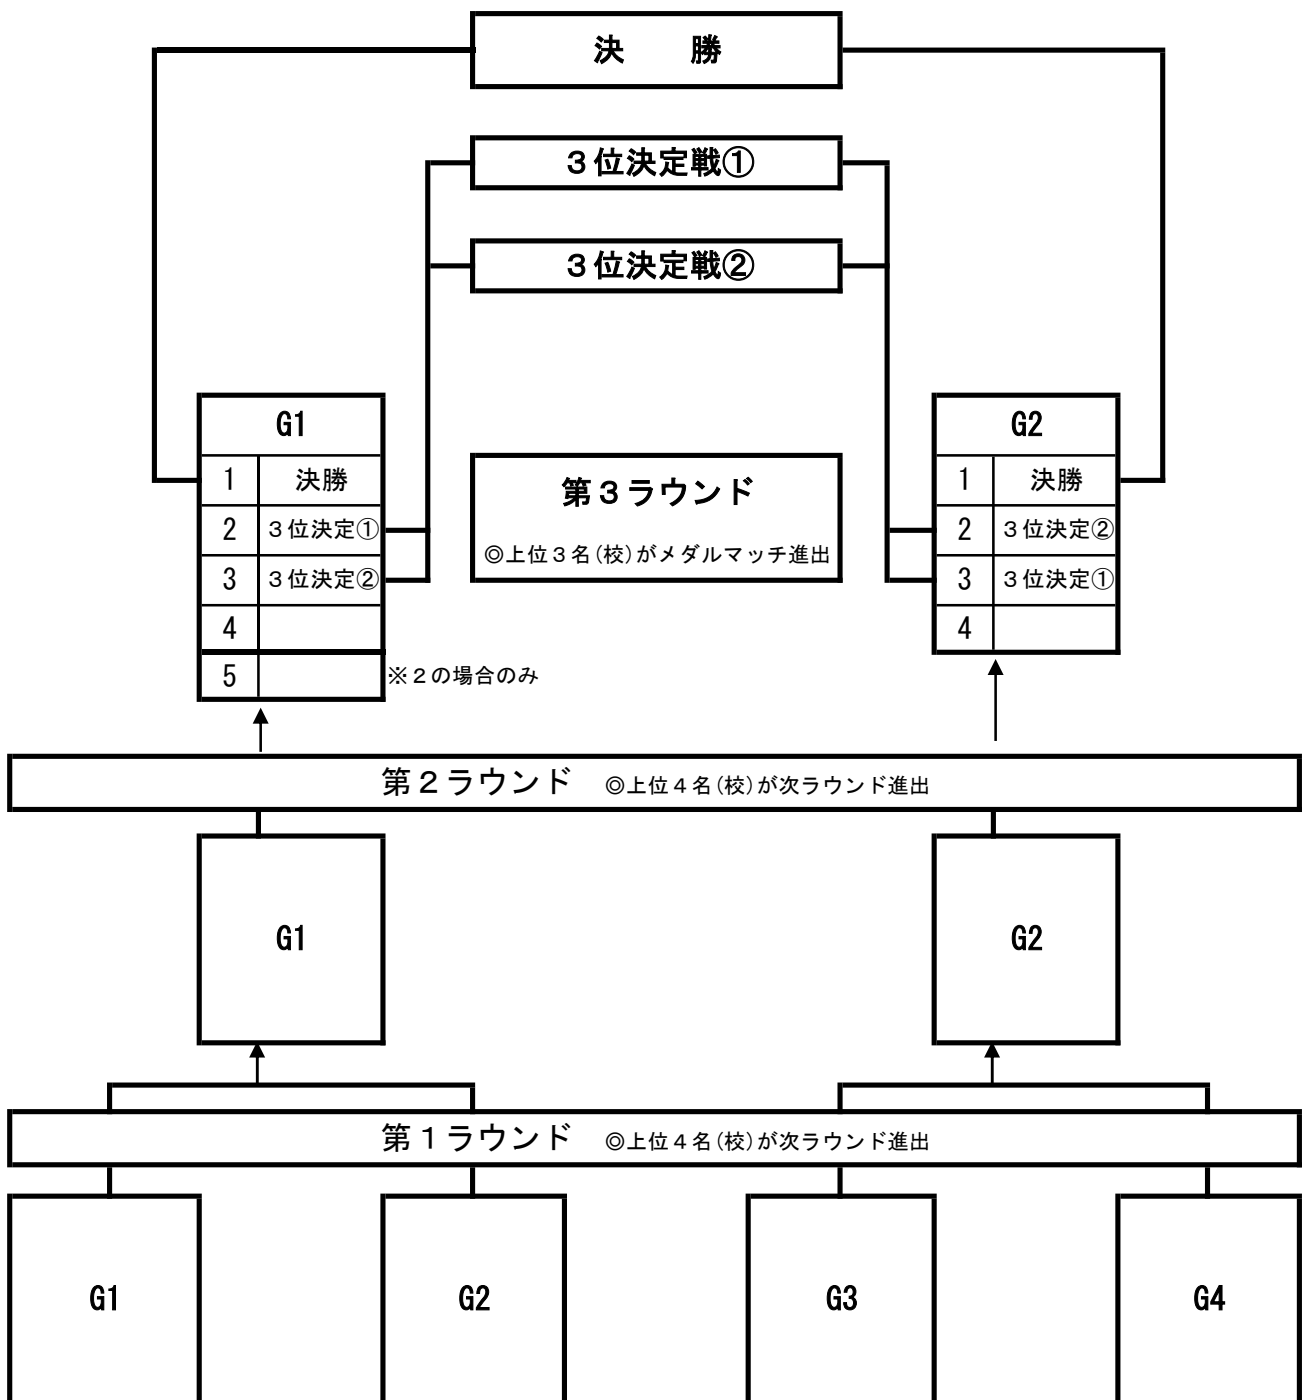 決　　勝
３位決定戦①
３位決定戦②
G1
1 決勝
2 ３位決定①
3 ３位決定②
4
5
※２の場合のみ
第３ラウンド
◎上位３名(校)がメダルマッチ進出
G2
1 決勝
2 ３位決定②
3 ３位決定①
4
第２ラウンド　◎上位４名(校)が次ラウンド進出
G1
G2
第１ラウンド　◎上位４名(校)が次ラウンド進出
G1
G2
G3
G4